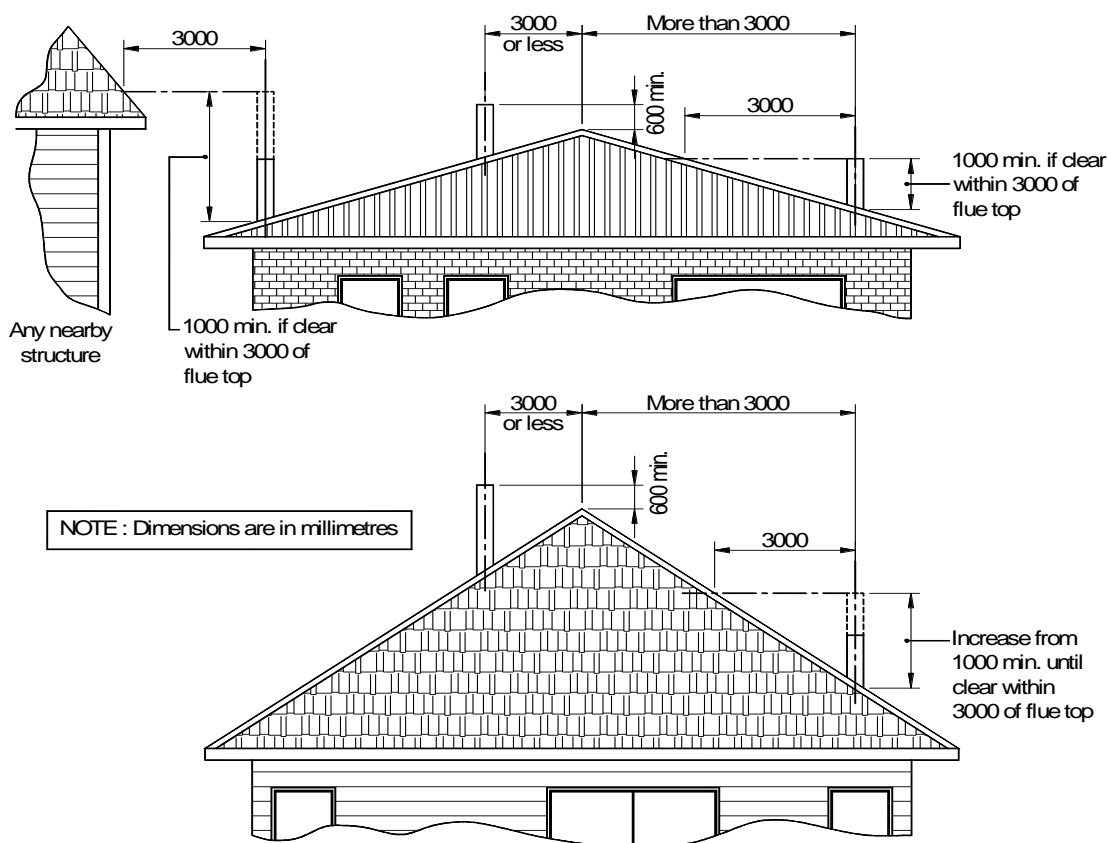 3000
3000
or less
More than 3000
600 min.
3000
1000 min. if clear
within 3000 of
flue top
Any nearby
structure
1000 min. if clear
within 3000 of
flue top
3000
or less
More than 3000
600 min.
NOTE : Dimensions are in millimetres
3000
Increase from
1000 min. until
clear within
3000 of flue top